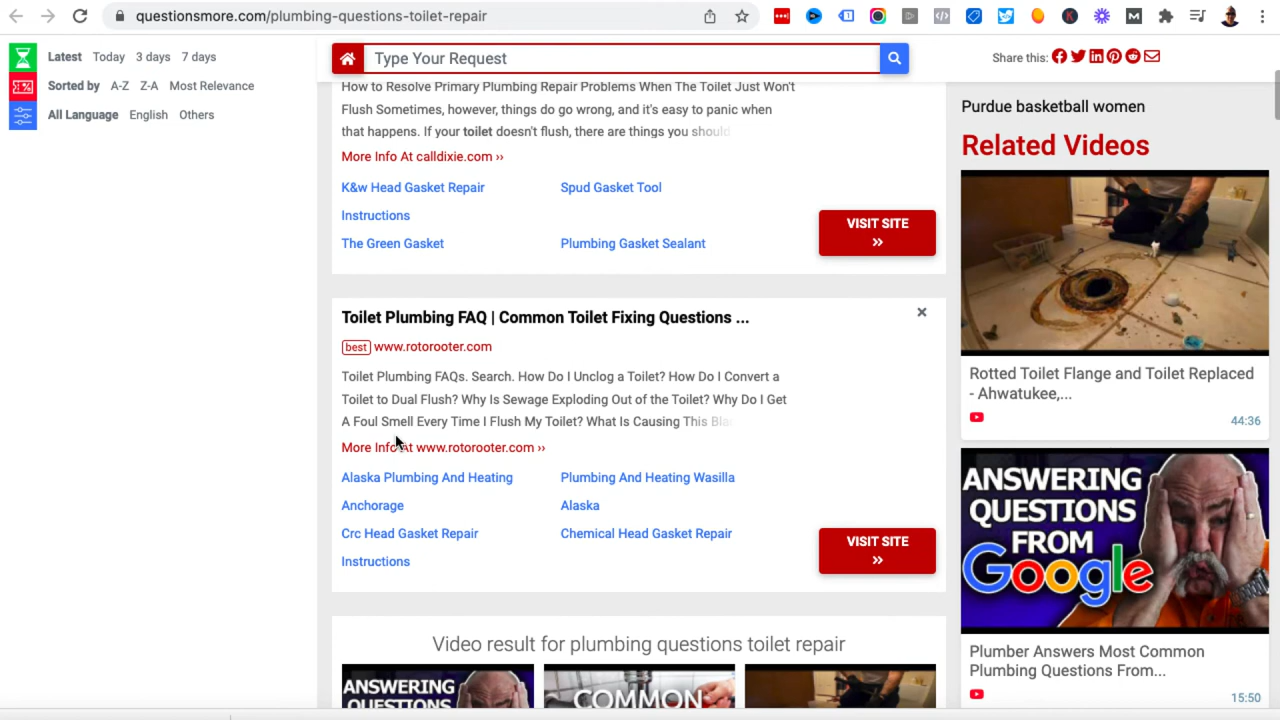 questionsmore.com/plumbing-questions-toilet-repair
Latest Today 3 days 7 days
Sorted by A-Z Z-A Most Relevance
All Language English Others
Type Your Request
Share this:
How to Resolve Primary Plumbing Repair Problems When The Toilet Just Won't
Flush Sometimes, however, things do go wrong, and it's easy to panic when
that happens. If your toilet doesn't flush, there are things you should
More Info At calldixie.com ››
K&w Head Gasket Repair
Instructions
Spud Gasket Tool
The Green Gasket
Plumbing Gasket Sealant
VISIT SITE
››
Toilet Plumbing FAQ | Common Toilet Fixing Questions ...
best www.rotorooter.com
Toilet Plumbing FAQs. Search. How Do I Unclog a Toilet? How Do I Convert a
Toilet to Dual Flush? Why Is Sewage Exploding Out of the Toilet? Why Do I Get
A Foul Smell Every Time I Flush My Toilet? What Is Causing This Bla
More Info At www.rotorooter.com ››
Alaska Plumbing And Heating
Anchorage
Plumbing And Heating Wasilla
Alaska
Crc Head Gasket Repair
Instructions
Chemical Head Gasket Repair
VISIT SITE
››
Video result for plumbing questions toilet repair
ANSWERING
QUESTIONS
COMMON
Purdue basketball women
Related Videos
Rotted Toilet Flange and Toilet Replaced
- Ahwatukee,...
44:36
ANSWERING
QUESTIONS
FROM
Google
Plumber Answers Most Common
Plumbing Questions From...
15:50